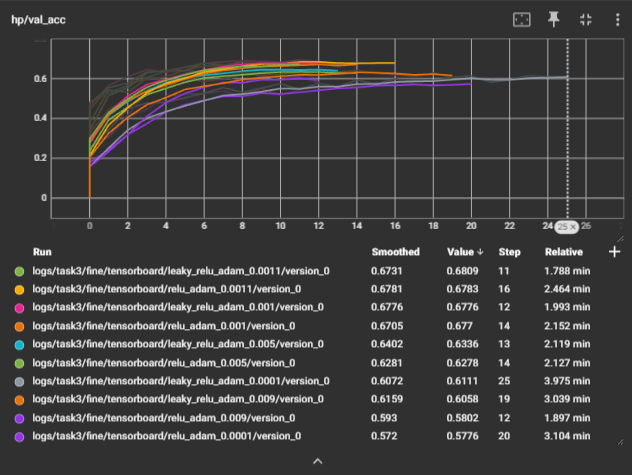 hp/val_acc
0.6
0.4
0.2
0
0 2 4 6 8 10 12 14 16 18 20 22 24 25 × 26
Run Smoothed Value ↓ Step Relative +
logs/task3/fine/tensorboard/leaky_relu_adam_0.0011/version_0 0.6731 0.6809 11 1.788 min
logs/task3/fine/tensorboard/relu_adam_0.0011/version_0 0.6781 0.6783 16 2.464 min
logs/task3/fine/tensorboard/leaky_relu_adam_0.001/version_0 0.6776 0.6776 12 1.993 min
logs/task3/fine/tensorboard/relu_adam_0.001/version_0 0.6705 0.677 14 2.152 min
logs/task3/fine/tensorboard/leaky_relu_adam_0.005/version_0 0.6402 0.6336 13 2.119 min
logs/task3/fine/tensorboard/relu_adam_0.005/version_0 0.6281 0.6278 14 2.127 min
logs/task3/fine/tensorboard/leaky_relu_adam_0.0001/version_0 0.6072 0.6111 25 3.975 min
logs/task3/fine/tensorboard/leaky_relu_adam_0.009/version_0 0.6159 0.6058 19 3.039 min
logs/task3/fine/tensorboard/relu_adam_0.009/version_0 0.593 0.5802 12 1.897 min
logs/task3/fine/tensorboard/relu_adam_0.0001/version_0 0.572 0.5776 20 3.104 min